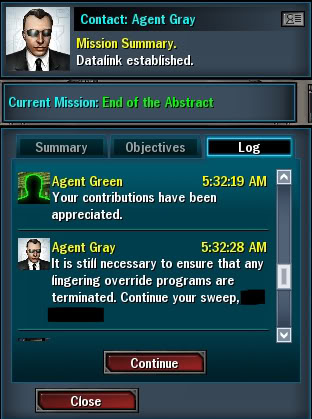 Contact: Agent Gray
Mission Summary.
Datalink established.
Current Mission: End of the Abstract
Summary
Objectives
Log
Agent Green 5:32:19 AM
Your contributions have been
appreciated.
Agent Gray 5:32:28 AM
It is still necessary to ensure that any
lingering override programs are
terminated. Continue your sweep,
Continue
Close